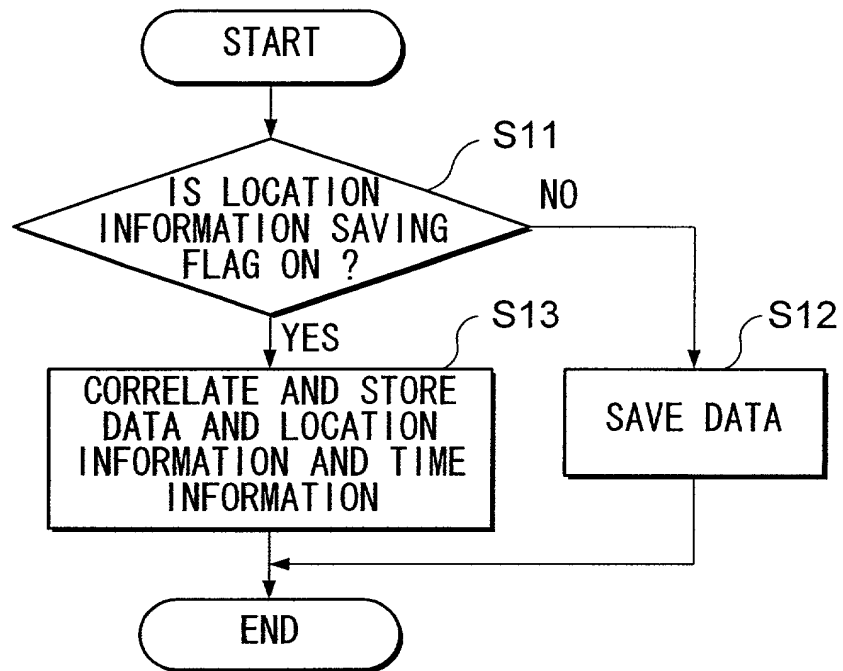 START
S11
IS LOCATION
INFORMATION SAVING
FLAG ON ?
NO
YES
S13
S12
CORRELATE AND STORE
DATA AND LOCATION
INFORMATION AND TIME
INFORMATION
SAVE DATA
END